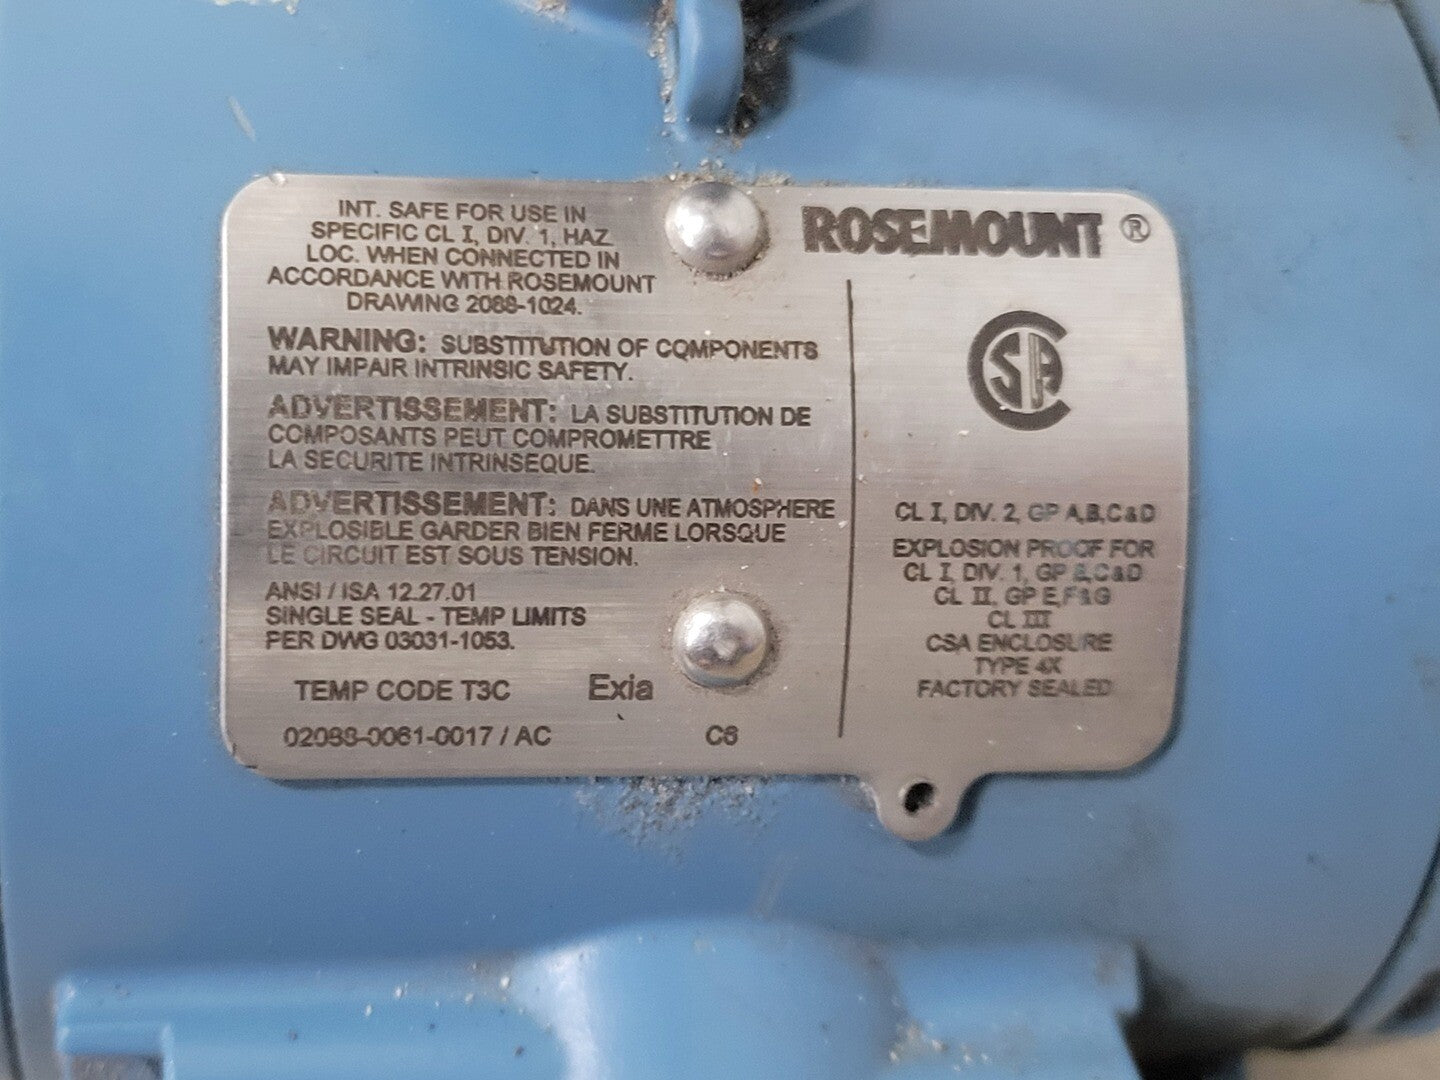 INT. SAFE FOR USE IN
SPECIFIC CL I, DIV. 1, HAZ.
LOC. WHEN CONNECTED IN
ACCORDANCE WITH ROSEMOUNT
DRAWING 2088-1024.
WARNING: SUBSTITUTION OF COMPONENTS
MAY IMPAIR INTRINSIC SAFETY.
ADVERTISSEMENT: LA SUBSTITUTION DE
COMPOSANTS PEUT COMPROMETTRE
LA SECURITE INTRINSEQUE.
ADVERTISSEMENT: DANS UNE ATMOSPHERE
EXPLOSIBLE GARDER BIEN FERME LORSQUE
LE CIRCUIT EST SOUS TENSION.
ANSI / ISA 12.27.01
SINGLE SEAL - TEMP LIMITS
PER DWG 03031-1053.
TEMP CODE T3C Exia
02088-0061-0017 / AC C6
ROSEMOUNT ®
CSA
CL I, DIV. 2, GP A,B,C&D
EXPLOSION PROOF FOR
CL I, DIV. 1, GP B,C&D
CL II, GP E,F&G
CL III
CSA ENCLOSURE
TYPE 4X
FACTORY SEALED